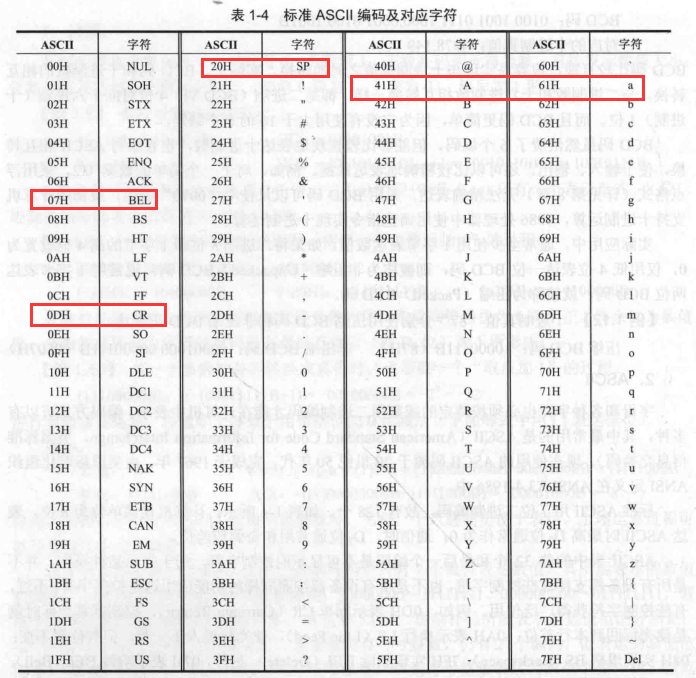 表 1-4 标准 ASCII 编码及对应字符
ASCII 字符 ASCII 字符 ASCII 字符 ASCII 字符
00H NUL 20H SP 40H @ 60H `
01H SOH 21H ! 41H A 61H a
02H STX 22H " 42H B 62H b
03H ETX 23H # 43H C 63H c
04H EOT 24H $ 44H D 64H d
05H ENQ 25H % 45H E 65H e
06H ACK 26H & 46H F 66H f
07H BEL 27H ' 47H G 67H g
08H BS 28H ( 48H H 68H h
09H HT 29H ) 49H I 69H i
0AH LF 2AH * 4AH J 6AH j
0BH VT 2BH + 4BH K 6BH k
0CH FF 2CH , 4CH L 6CH l
0DH CR 2DH - 4DH M 6DH m
0EH SO 2EH . 4EH N 6EH n
0FH SI 2FH / 4FH O 6FH o
10H DLE 30H 0 50H P 70H p
11H DC1 31H 1 51H Q 71H q
12H DC2 32H 2 52H R 72H r
13H DC3 33H 3 53H S 73H s
14H DC4 34H 4 54H T 74H t
15H NAK 35H 5 55H U 75H u
16H SYN 36H 6 56H V 76H v
17H ETB 37H 7 57H W 77H w
18H CAN 38H 8 58H X 78H x
19H EM 39H 9 59H Y 79H y
1AH SUB 3AH : 5AH Z 7AH z
1BH ESC 3BH ; 5BH [ 7BH {
1CH FS 3CH < 5CH \ 7CH |
1DH GS 3DH = 5DH ] 7DH }
1EH RS 3EH > 5EH ^ 7EH ~
1FH US 3FH ? 5FH _ 7FH Del